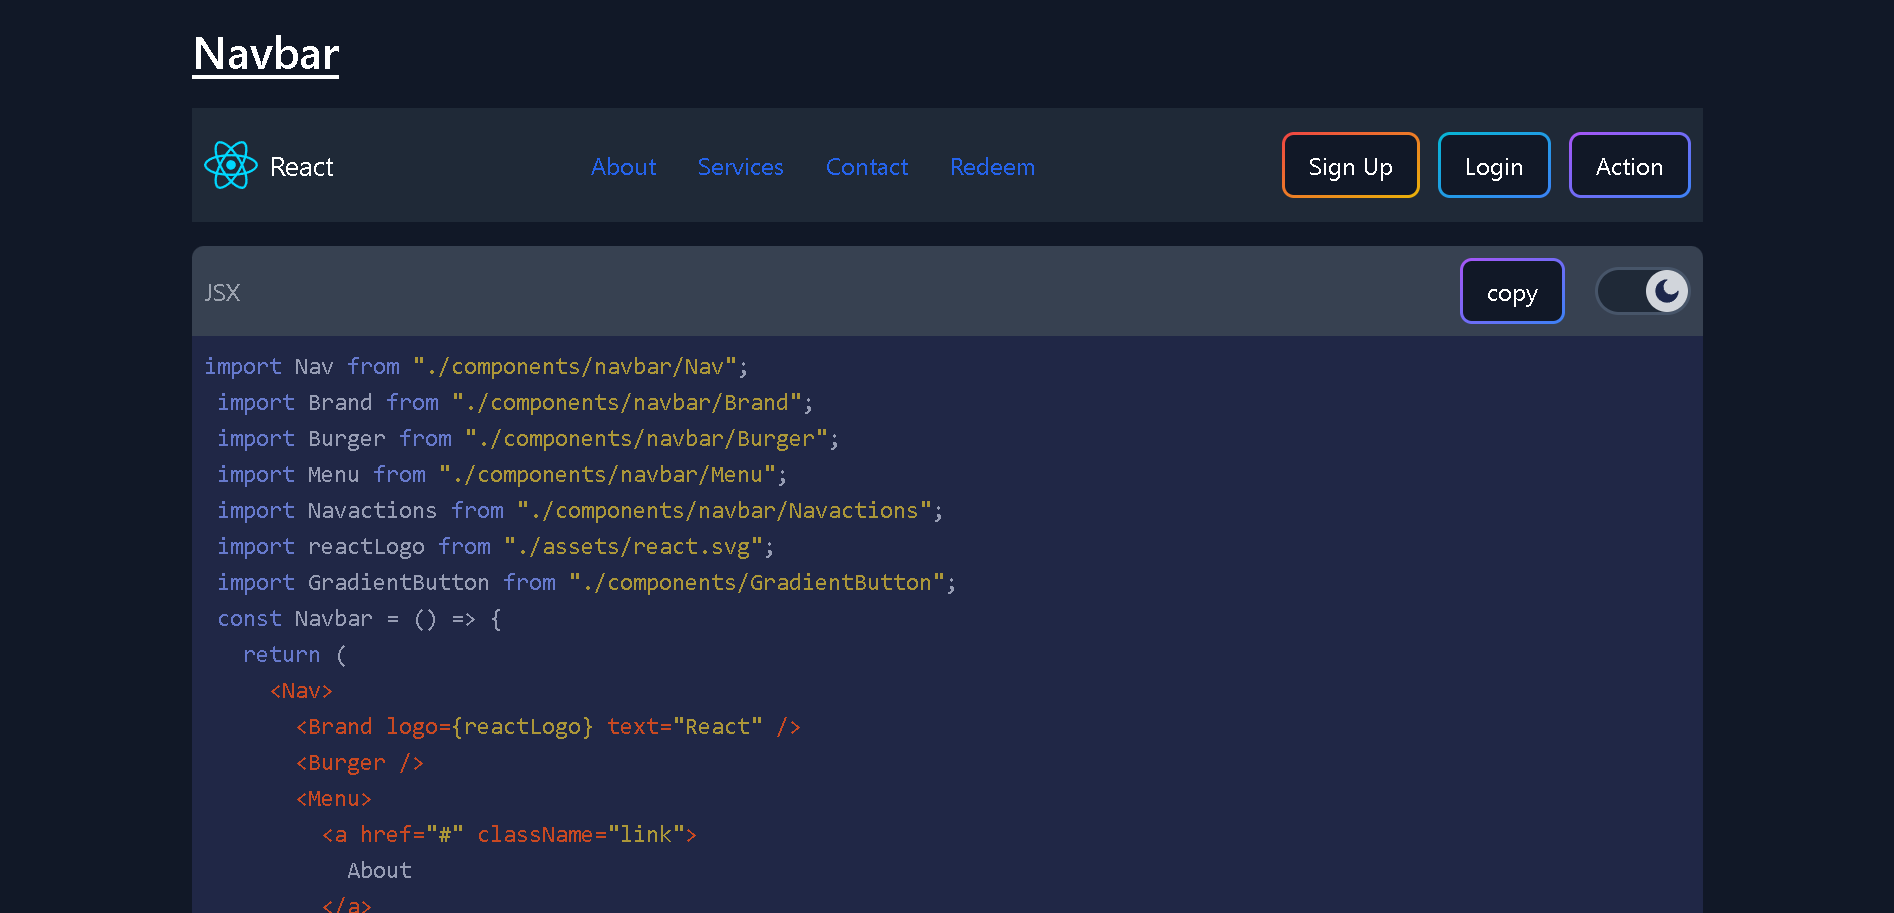 Navbar
React About Services Contact Redeem Sign Up Login Action
JSX copy
import Nav from "./components/navbar/Nav";
import Brand from "./components/navbar/Brand";
import Burger from "./components/navbar/Burger";
import Menu from "./components/navbar/Menu";
import Navactions from "./components/navbar/Navactions";
import reactLogo from "./assets/react.svg";
import GradientButton from "./components/GradientButton";
const Navbar = () => {
return (
<Nav>
<Brand logo={reactLogo} text="React" />
<Burger />
<Menu>
<a href="#" className="link">
About
</a>